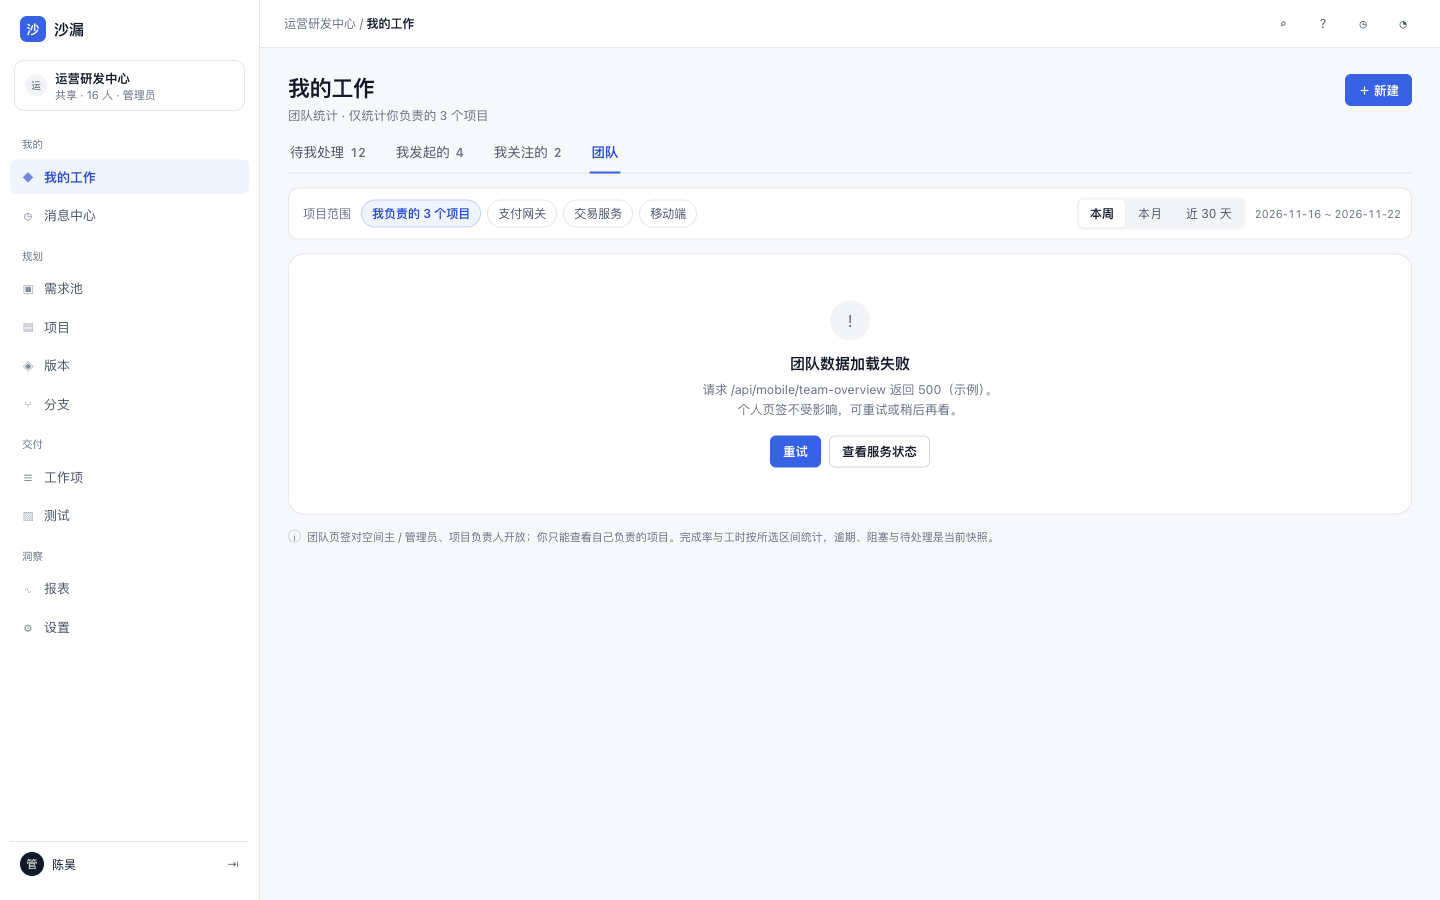 沙 沙漏
运 运营研发中心
共享 · 16 人 · 管理员
我的
我的工作
消息中心
规划
需求池
项目
版本
分支
交付
工作项
测试
洞察
报表
设置
管 陈昊
运营研发中心 / 我的工作
?
我的工作
团队统计 · 仅统计你负责的 3 个项目
+ 新建
待我处理 12 我发起的 4 我关注的 2 团队
项目范围 我负责的 3 个项目 支付网关 交易服务 移动端 本周 本月 近 30 天 2026-11-16 ~ 2026-11-22
!
团队数据加载失败
请求 /api/mobile/team-overview 返回 500（示例）。
个人页签不受影响，可重试或稍后再看。
重试 查看服务状态
ⓘ 团队页签对空间主 / 管理员、项目负责人开放；你只能查看自己负责的项目。完成率与工时按所选区间统计，逾期、阻塞与待处理是当前快照。